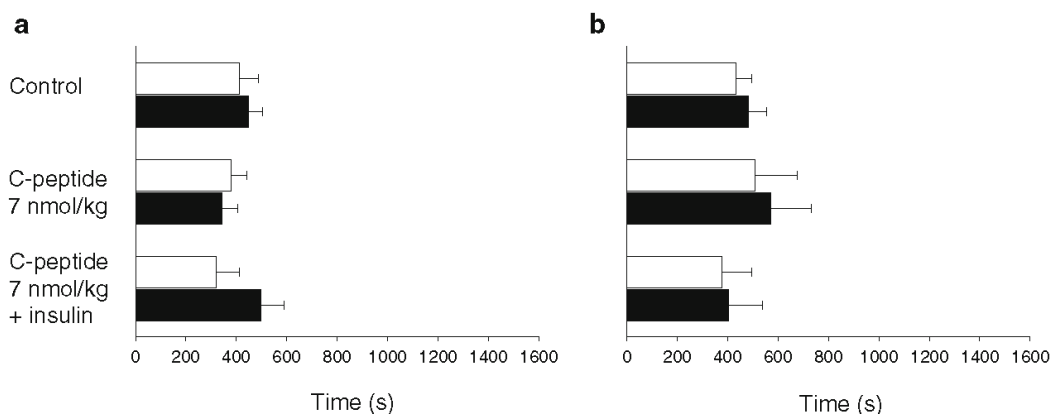 a
Control
C-peptide
7 nmol/kg
C-peptide
7 nmol/kg
+ insulin
0 200 400 600 800 1000 1200 1400 1600
Time (s)
b
0 200 400 600 800 1000 1200 1400 1600
Time (s)